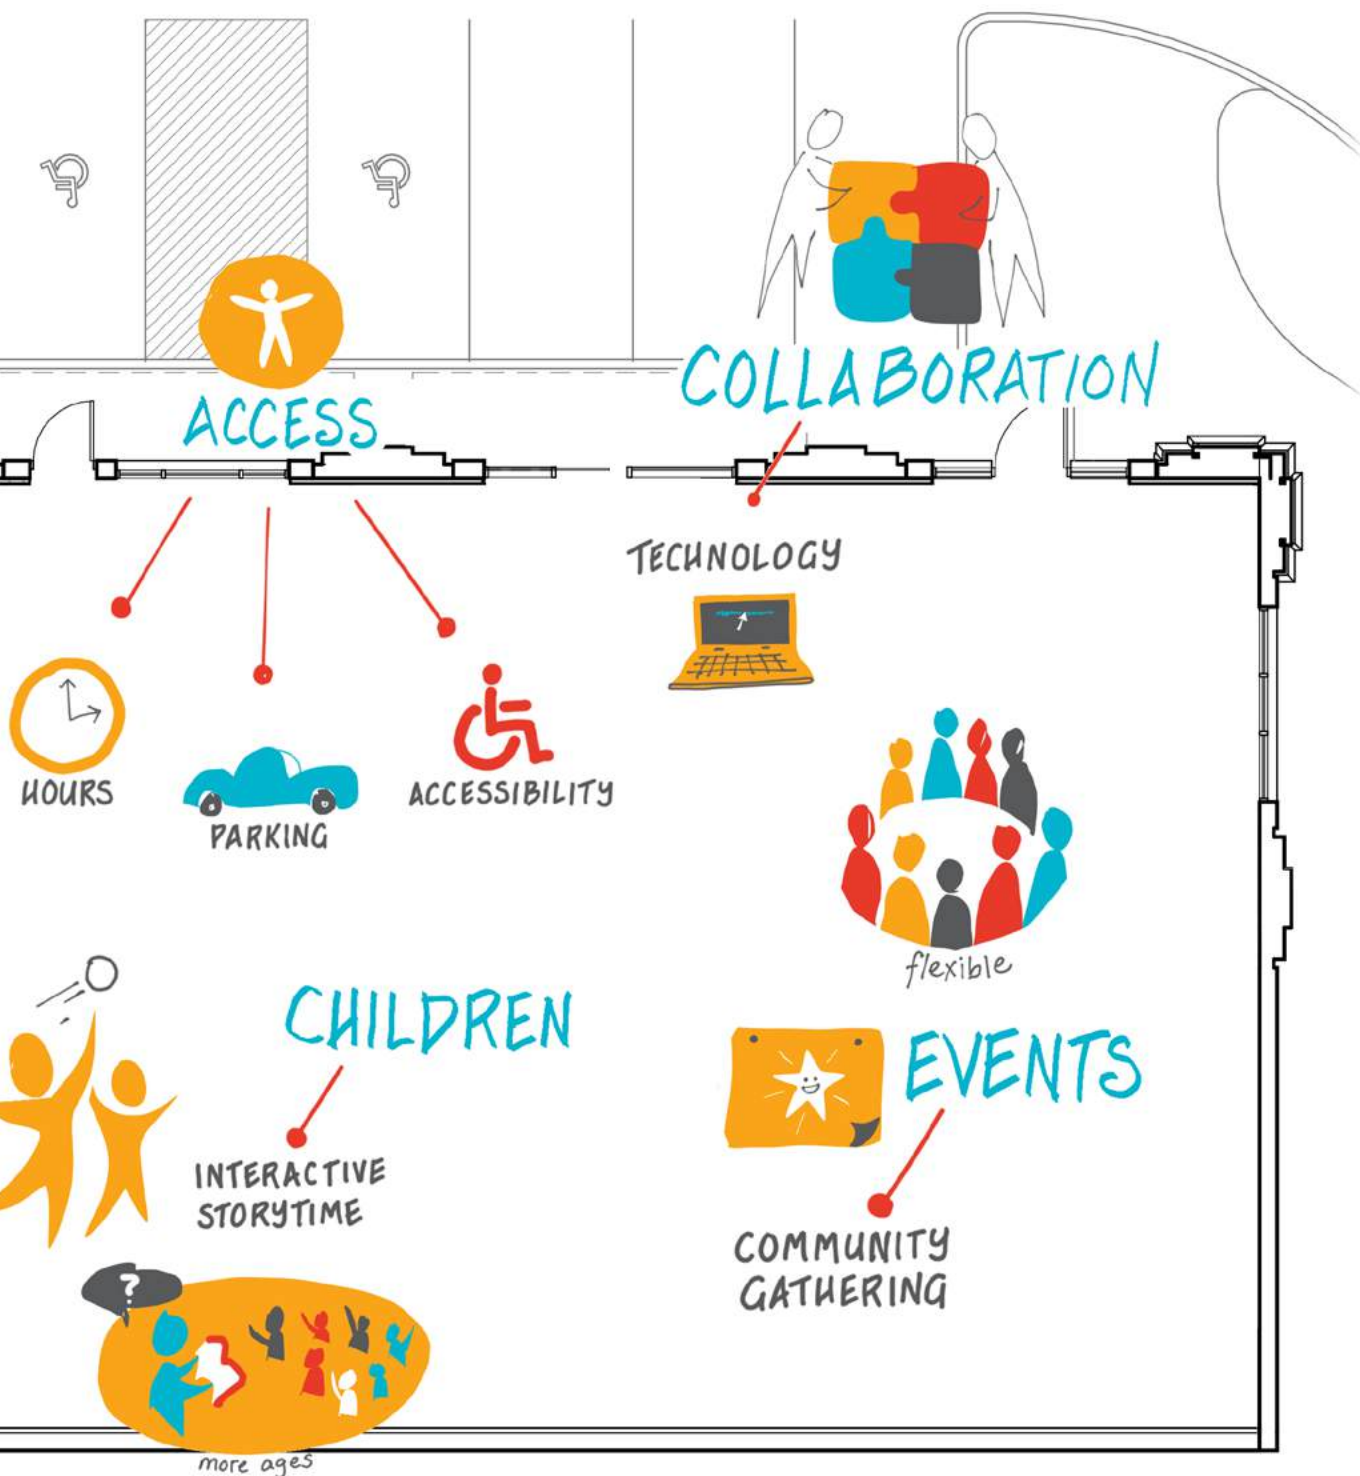 COLLABORATION
ACCESS
TECHNOLOGY
HOURS
PARKING
ACCESSIBILITY
flexible
CHILDREN
EVENTS
INTERACTIVE
STORYTIME
COMMUNITY
GATHERING
?
more ages